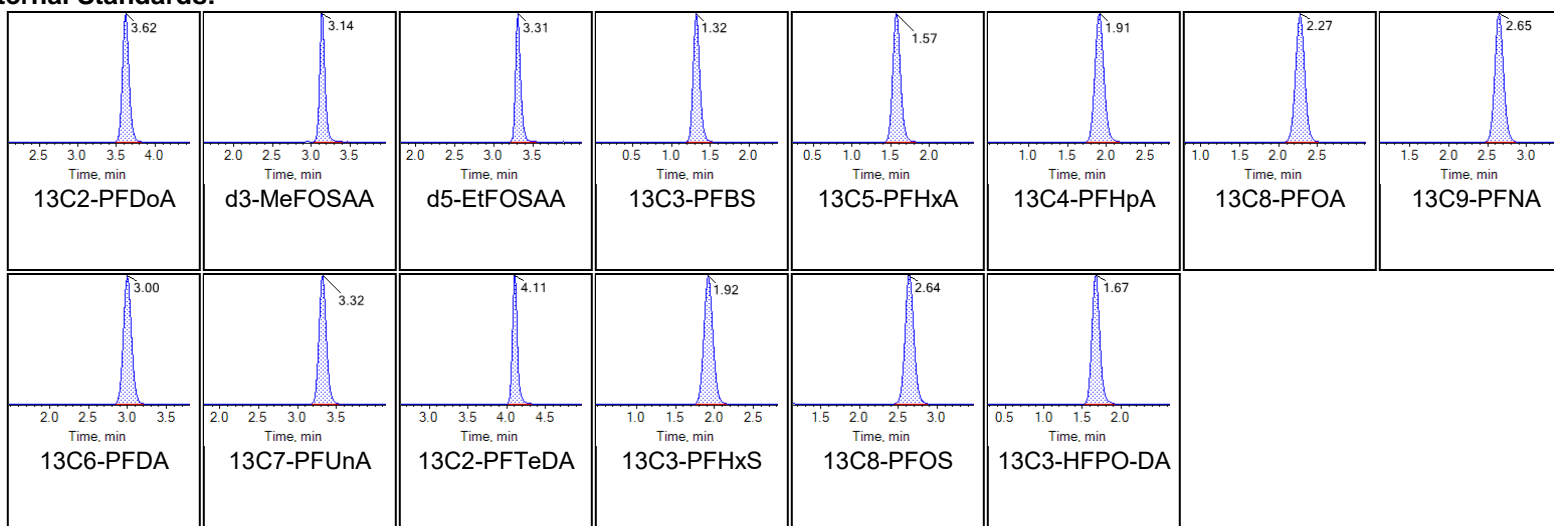 ternal Standards:
3.62 3.14 3.31 1.32 1.57 1.91 2.27 2.65
2.5 3.0 3.5 4.0 2.0 2.5 3.0 3.5 2.0 2.5 3.0 3.5 0.5 1.0 1.5 2.0 0.5 1.0 1.5 2.0 1.0 1.5 2.0 2.5 1.0 1.5 2.0 2.5 1.5 2.0 2.5 3.0
Time, min Time, min Time, min Time, min Time, min Time, min Time, min Time, min
13C2-PFDoA d3-MeFOSAA d5-EtFOSAA 13C3-PFBS 13C5-PFHxA 13C4-PFHpA 13C8-PFOA 13C9-PFNA
3.00 3.32 4.11 1.92 2.64 1.67
2.0 2.5 3.0 3.5 2.0 2.5 3.0 3.5 3.0 3.5 4.0 4.5 1.0 1.5 2.0 2.5 1.5 2.0 2.5 3.0 0.5 1.0 1.5 2.0
Time, min Time, min Time, min Time, min Time, min Time, min
13C6-PFDA 13C7-PFUnA 13C2-PFTeDA 13C3-PFHxS 13C8-PFOS 13C3-HFPO-DA